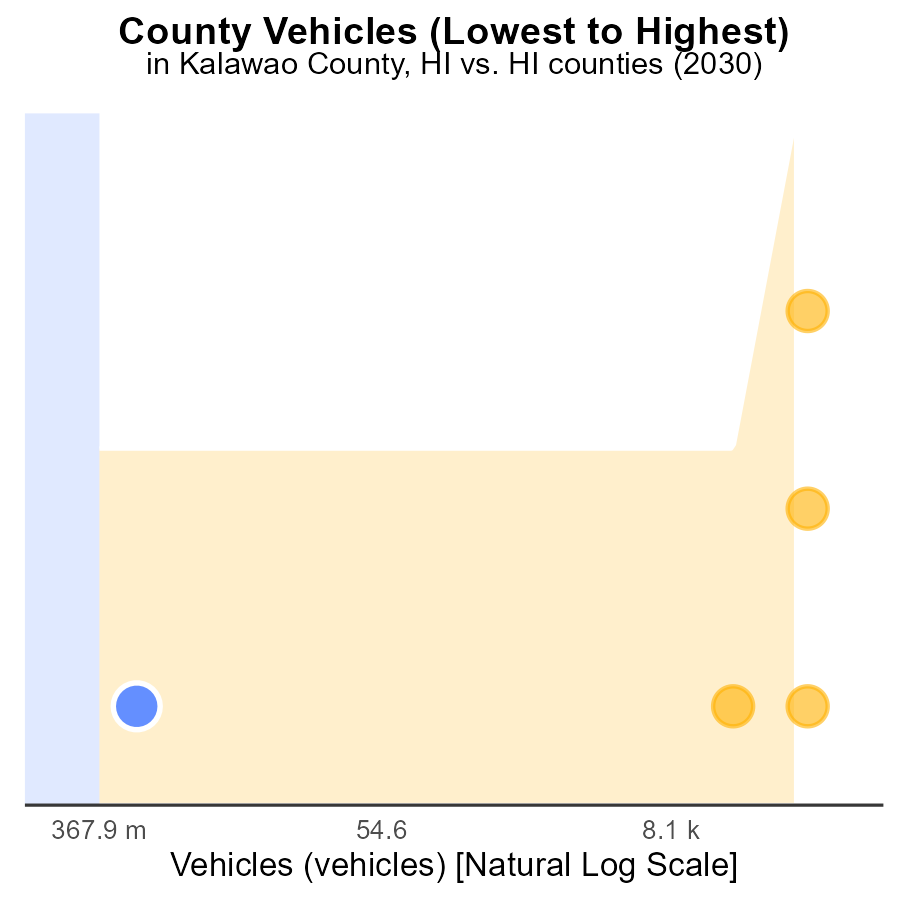 County Vehicles (Lowest to Highest)
in Kalawao County, HI vs. HI counties (2030)
367.9 m
54.6
8.1 k
Vehicles (vehicles) [Natural Log Scale]